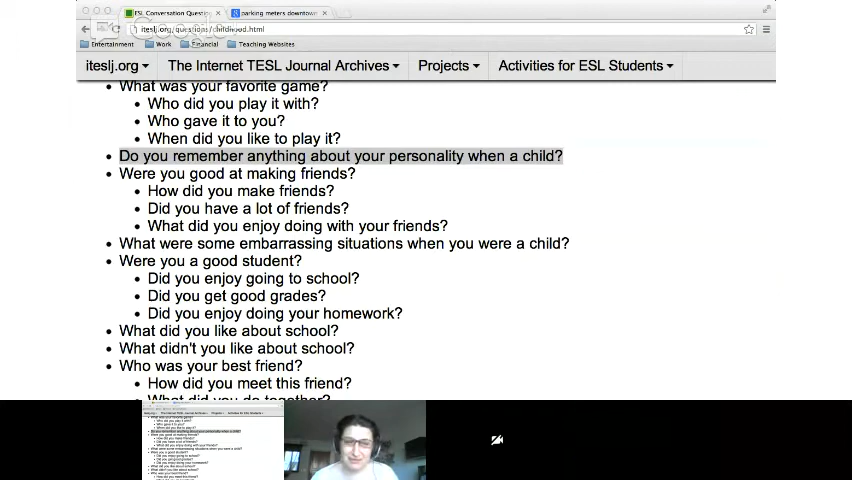 ESL Conversation Questi
parking meters downtown
iteslj.org/questions/childhood.html
Entertainment
Work
Financial
Teaching Websites
iteslj.org
The Internet TESL Journal Archives
Projects
Activities for ESL Students
What was your favorite game?
Who did you play it with?
Who gave it to you?
When did you like to play it?
Do you remember anything about your personality when a child?
Were you good at making friends?
How did you make friends?
Did you have a lot of friends?
What did you enjoy doing with your friends?
What were some embarrassing situations when you were a child?
Were you a good student?
Did you enjoy going to school?
Did you get good grades?
Did you enjoy doing your homework?
What did you like about school?
What didn't you like about school?
Who was your best friend?
How did you meet this friend?
What did you do together?